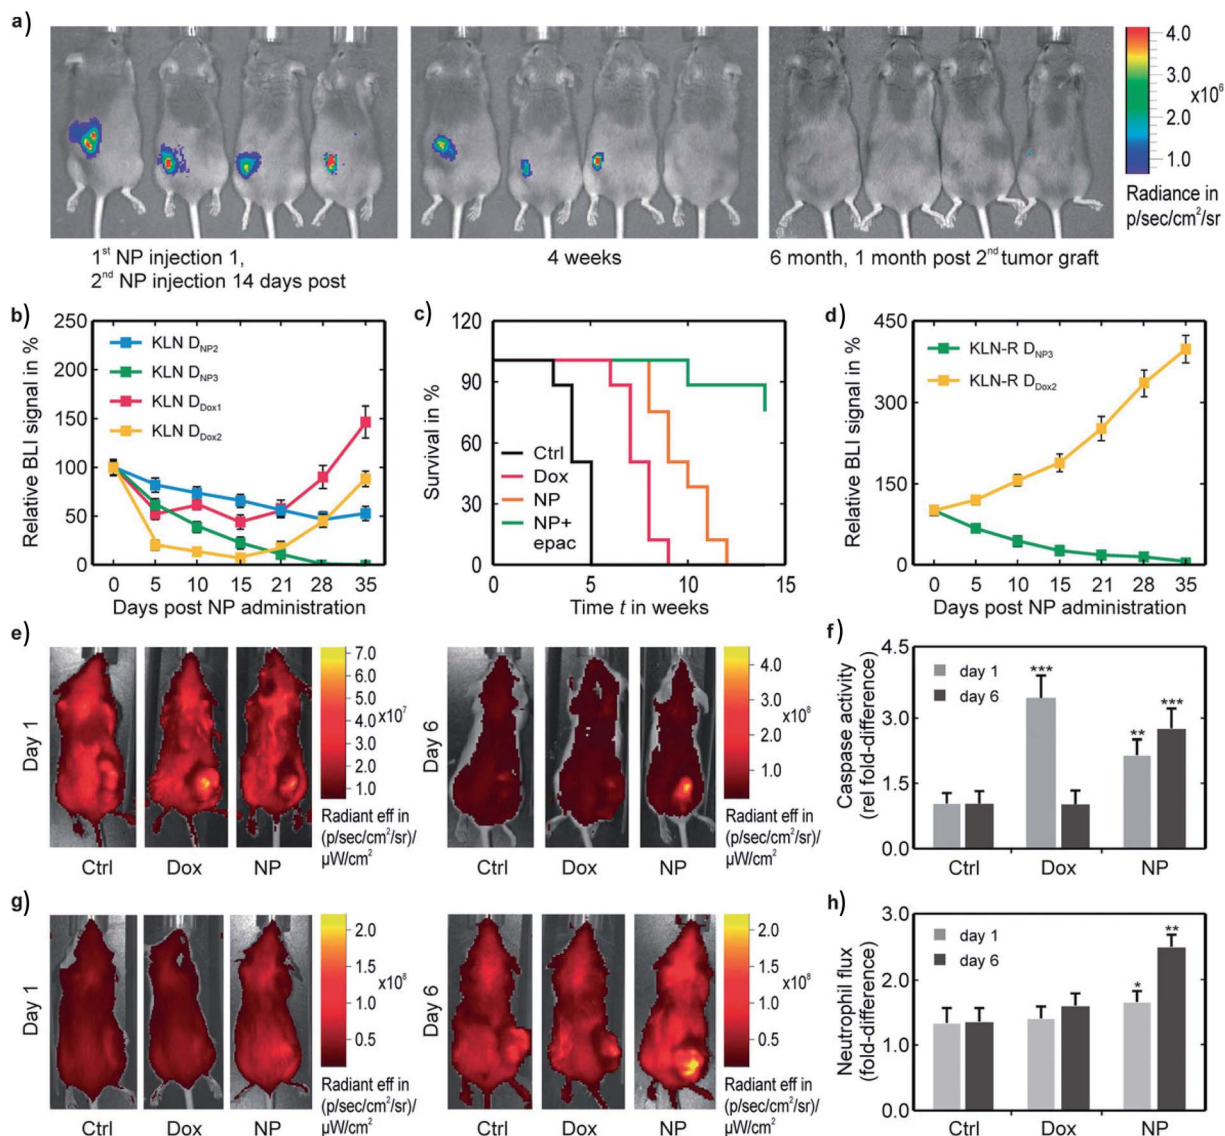 a)
4.0
3.0
x10⁶
2.0
1.0
Radiance in
p/sec/cm²/sr
1ˢᵗ NP injection 1,
2ⁿᵈ NP injection 14 days post
4 weeks
6 month, 1 month post 2ⁿᵈ tumor graft
b)
Relative BLI signal in %
250
200
150
100
50
0
KLN D_NP2
KLN D_NP3
KLN D_Dox1
KLN D_Dox2
0 5 10 15 21 28 35
Days post NP administration
c)
Survival in %
120
90
60
30
0
Ctrl
Dox
NP
NP+
epac
0 5 10 15
Time t in weeks
d)
Relative BLI signal in %
450
300
150
0
KLN-R D_NP3
KLN-R D_Dox2
0 5 10 15 21 28 35
Days post NP administration
e)
Day 1
Ctrl Dox NP
7.0
6.0
5.0
x10⁷
4.0
3.0
2.0
1.0
Radiant eff in
(p/sec/cm²/sr)/
µW/cm²
Day 6
Ctrl Dox NP
4.0
3.0
x10⁸
2.0
1.0
Radiant eff in
(p/sec/cm²/sr)/
µW/cm²
f)
Caspase activity
(rel fold-difference)
4.5
3.0
1.5
0.0
day 1
day 6
***
**
***
Ctrl Dox NP
g)
Day 1
Ctrl Dox NP
2.0
1.5
x10⁸
1.0
0.5
Radiant eff in
(p/sec/cm²/sr)/
µW/cm²
Day 6
Ctrl Dox NP
2.0
1.5
x10⁸
1.0
0.5
Radiant eff in
(p/sec/cm²/sr)/
µW/cm²
h)
Neutrophil flux
(fold-difference)
3.0
2.0
1.0
0.0
day 1
day 6
*
**
Ctrl Dox NP